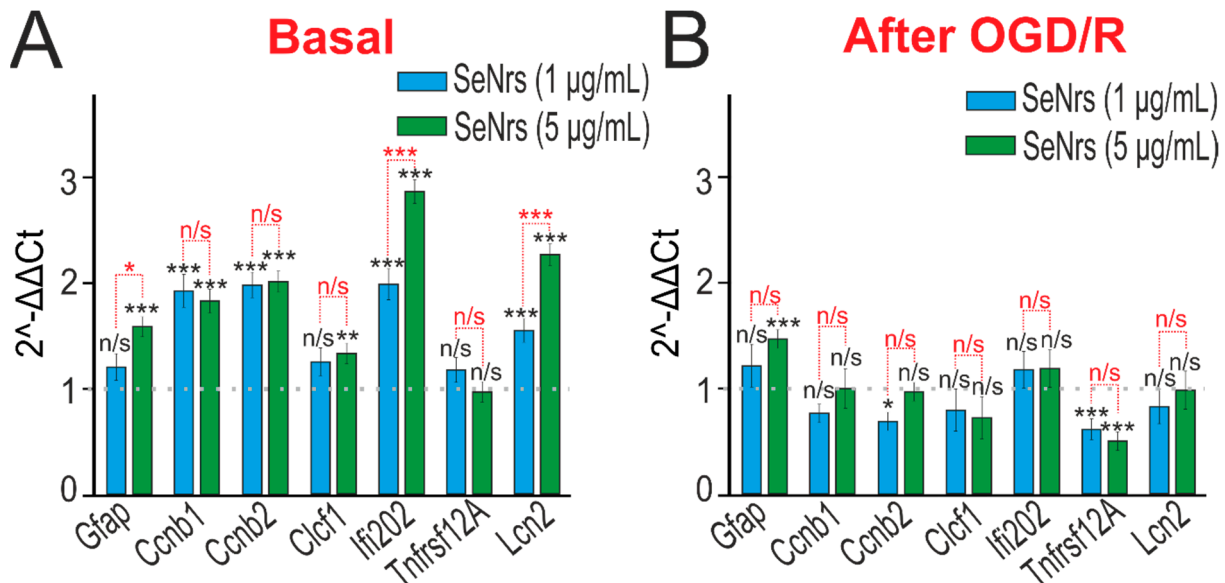 A
Basal
SeNrs (1 µg/mL)
SeNrs (5 µg/mL)
2^-ΔΔCt
3
2
1
0
n/s
***
*
***
***
n/s
***
***
n/s
n/s
**
n/s
***
***
***
n/s
n/s
n/s
***
***
***
Gfap
Ccnb1
Ccnb2
Clcf1
Ifi202
Tnfrsf12A
Lcn2
B
After OGD/R
SeNrs (1 µg/mL)
SeNrs (5 µg/mL)
2^-ΔΔCt
3
2
1
0
n/s
***
n/s
n/s
n/s
n/s
*
n/s
n/s
n/s
n/s
n/s
n/s
n/s
n/s
***
***
n/s
n/s
n/s
n/s
Gfap
Ccnb1
Ccnb2
Clcf1
Ifi202
Tnfrsf12A
Lcn2